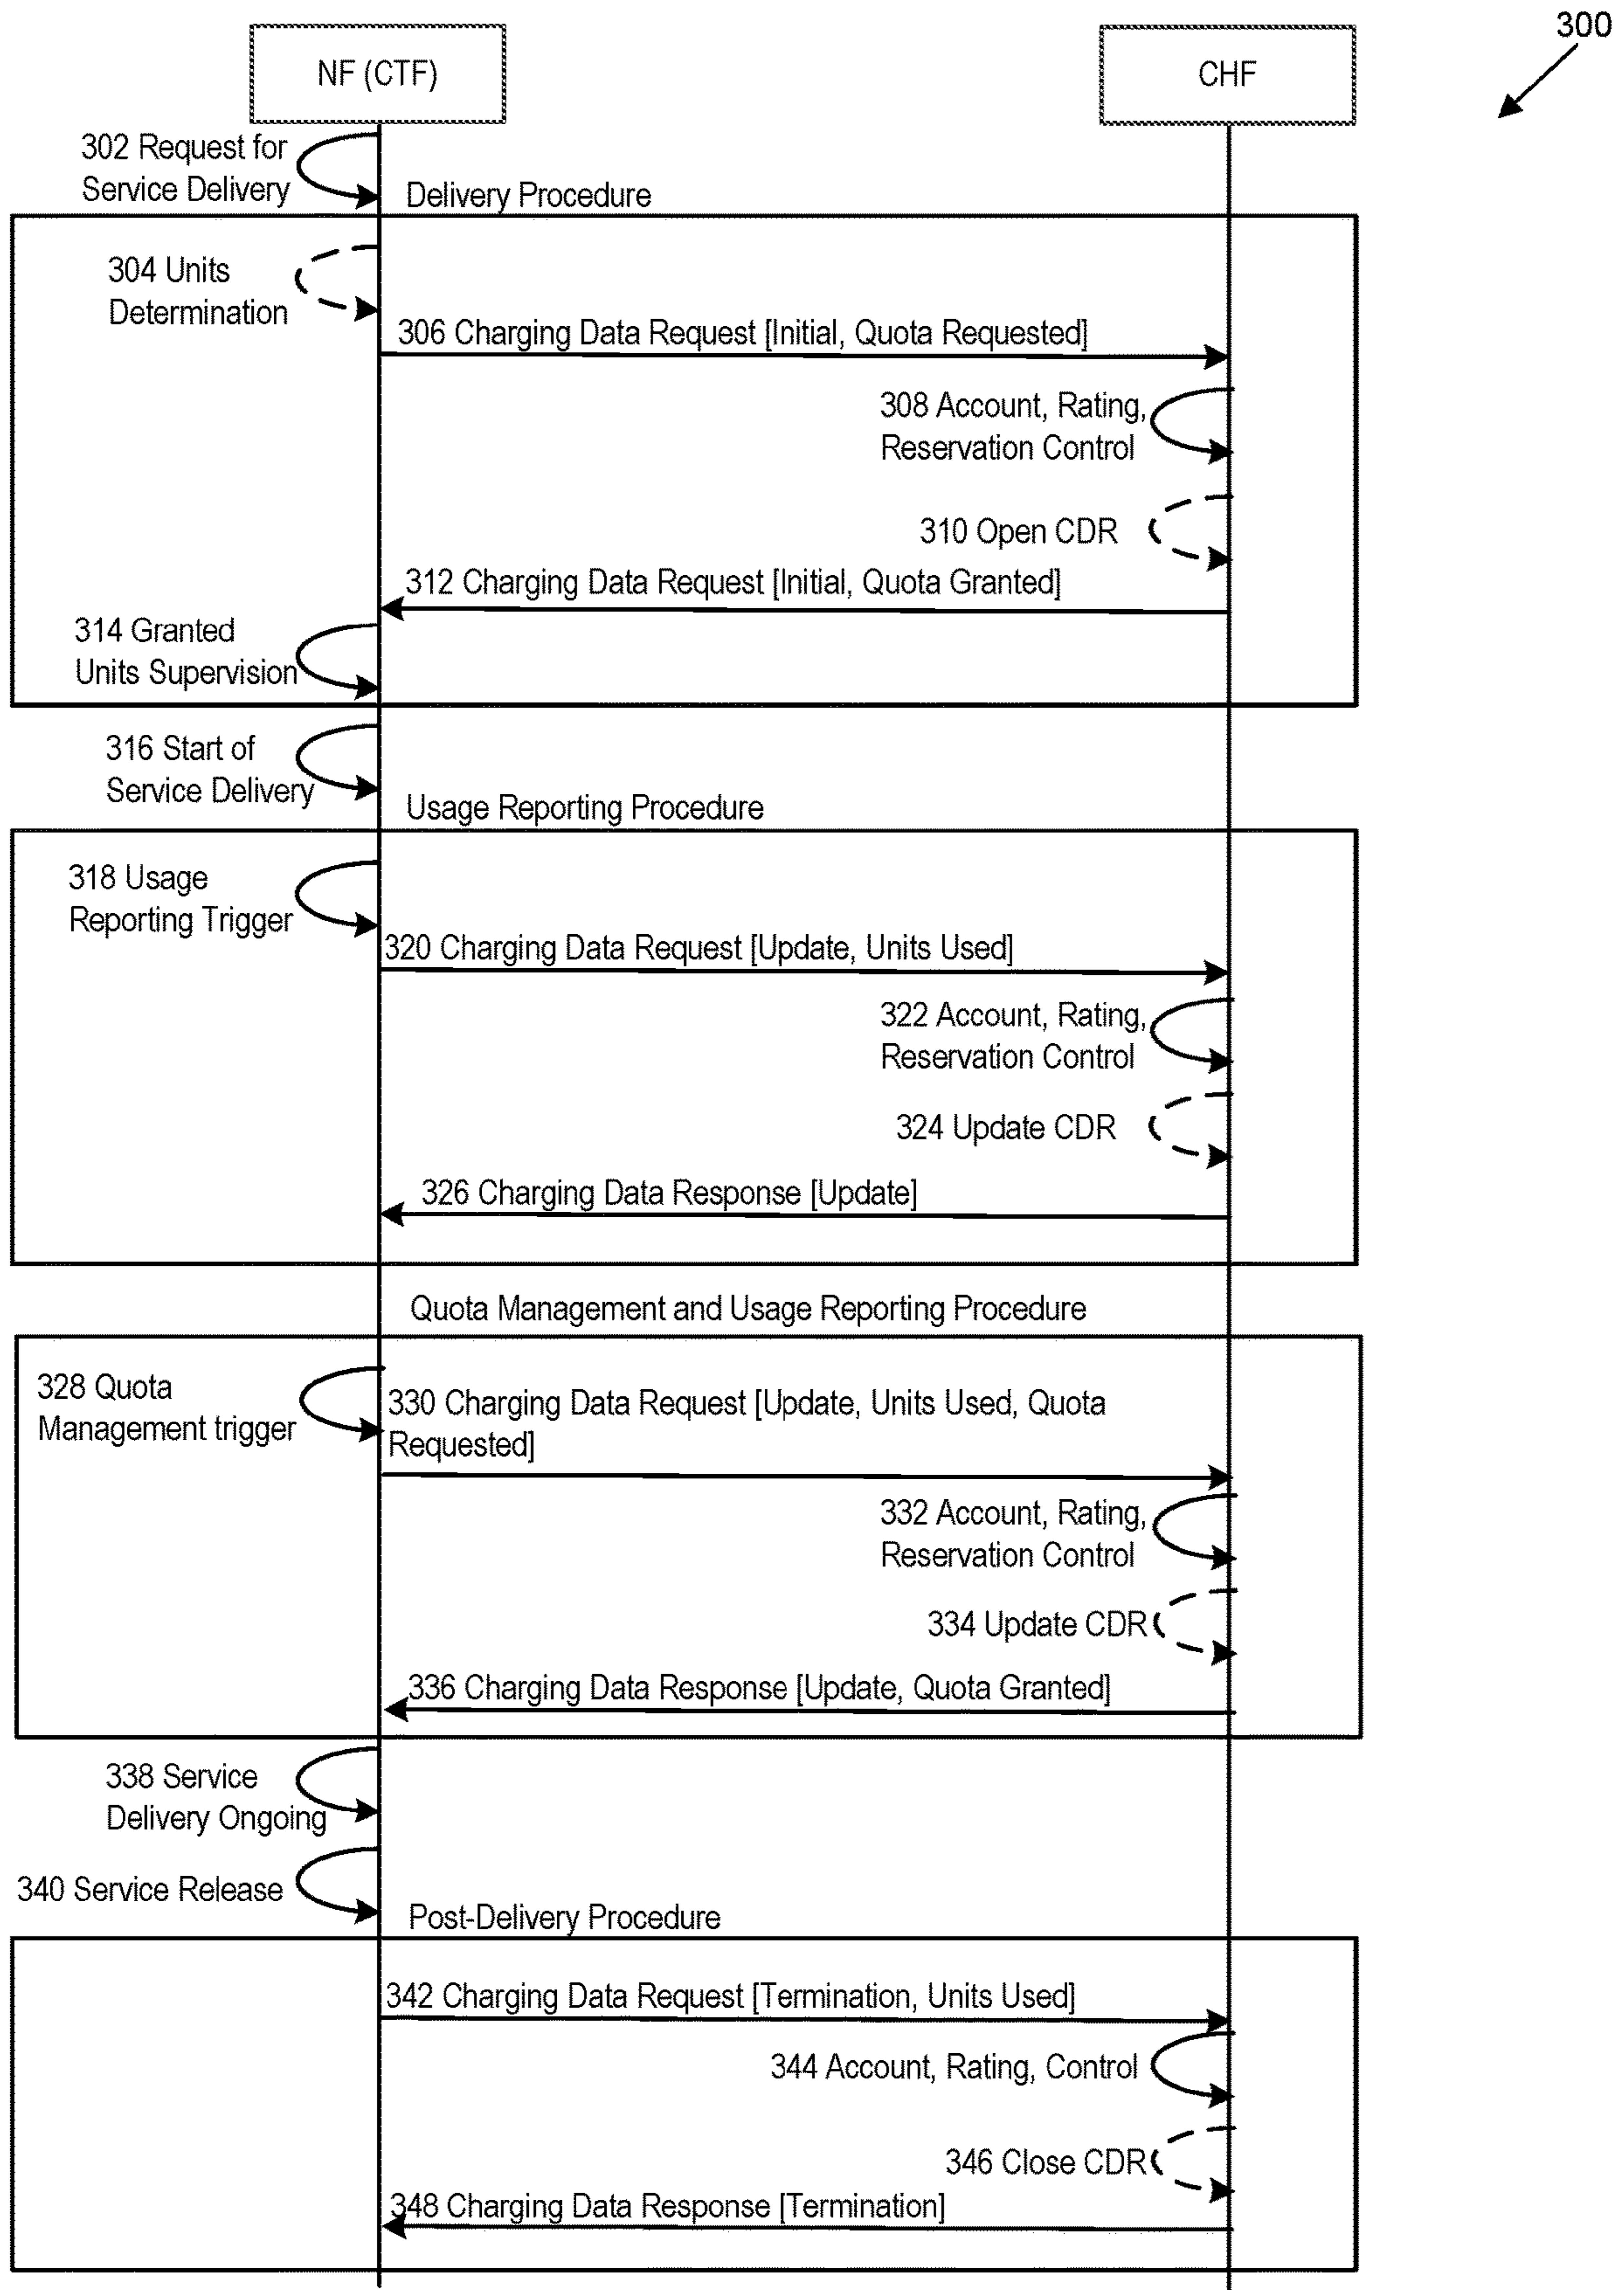 300
NF (CTF)
CHF
302 Request for
Service Delivery
Delivery Procedure
304 Units
Determination
306 Charging Data Request [Initial, Quota Requested]
308 Account, Rating,
Reservation Control
310 Open CDR
312 Charging Data Request [Initial, Quota Granted]
314 Granted
Units Supervision
316 Start of
Service Delivery
Usage Reporting Procedure
318 Usage
Reporting Trigger
320 Charging Data Request [Update, Units Used]
322 Account, Rating,
Reservation Control
324 Update CDR
326 Charging Data Response [Update]
Quota Management and Usage Reporting Procedure
328 Quota
Management trigger
330 Charging Data Request [Update, Units Used, Quota
Requested]
332 Account, Rating,
Reservation Control
334 Update CDR
336 Charging Data Response [Update, Quota Granted]
338 Service
Delivery Ongoing
340 Service Release
Post-Delivery Procedure
342 Charging Data Request [Termination, Units Used]
344 Account, Rating, Control
346 Close CDR
348 Charging Data Response [Termination]